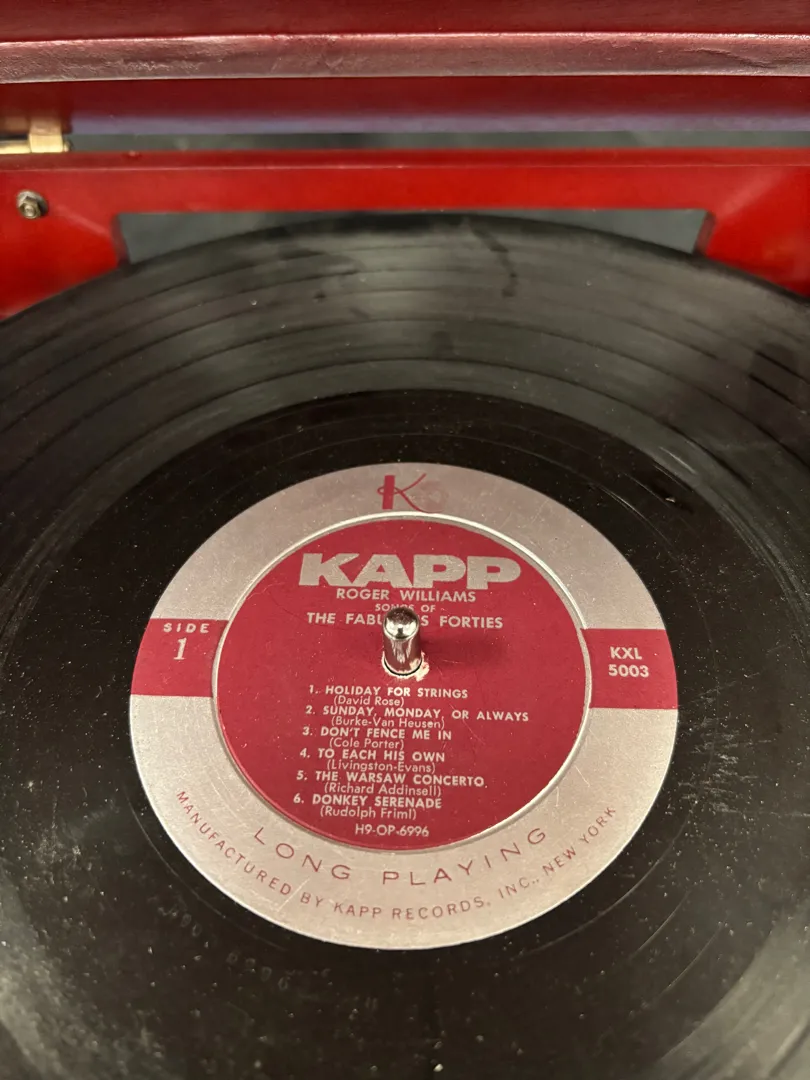 K
KAPP
ROGER WILLIAMS
SONGS OF
THE FABULOUS FORTIES
SIDE
1
KXL
5003
1. HOLIDAY FOR STRINGS
(David Rose)
2. SUNDAY, MONDAY, OR ALWAYS
(Burke-Van Heusen)
3. DON'T FENCE ME IN
(Cole Porter)
4. TO EACH HIS OWN
(Livingston-Evans)
5. THE WARSAW CONCERTO
(Richard Addinsell)
6. DONKEY SERENADE
(Rudolph Friml)
H9-OP-6996
LONG PLAYING
MANUFACTURED BY KAPP RECORDS, INC., NEW YORK